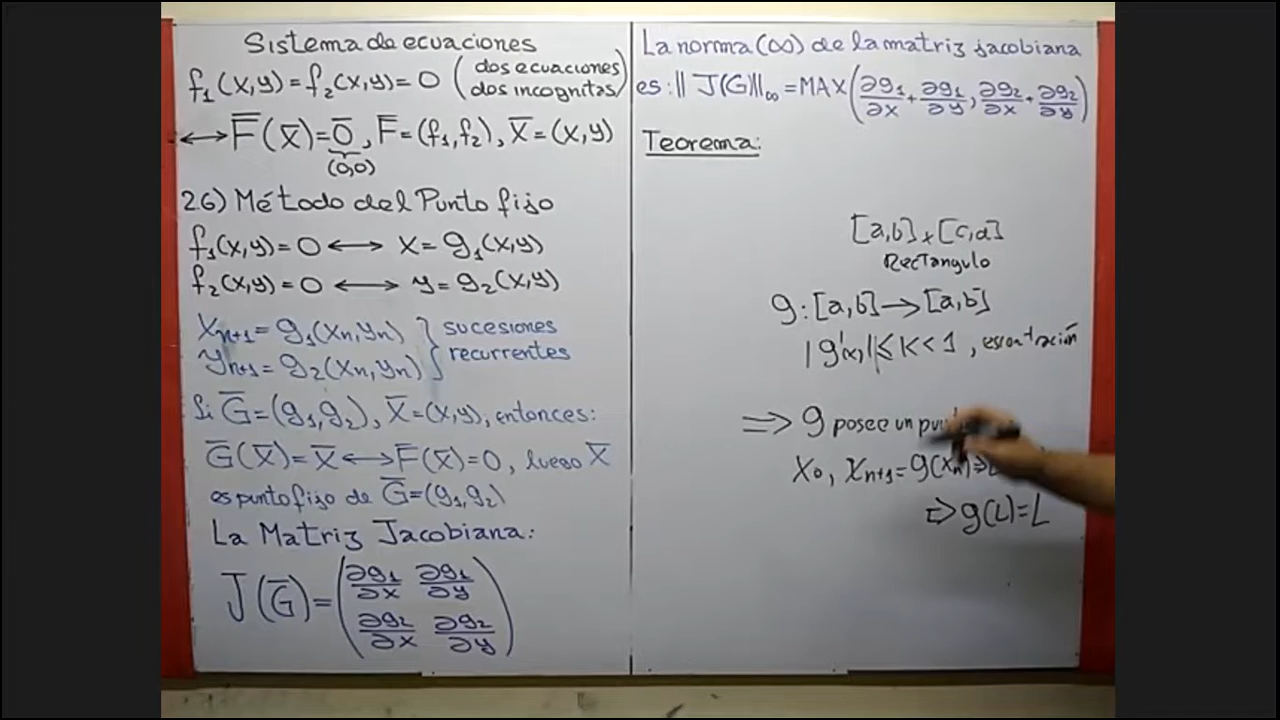 Sistema de ecuaciones
f₁(x,y)=f₂(x,y)=0 (dos ecuaciones
dos incognitas)
⟷ F̅(X̅)=0̅, F̅=(f₁,f₂), X̅=(x,y)
(0,0)
26) Método del Punto fijo
f₁(x,y)=0 ⟷ x=g₁(x,y)
f₂(x,y)=0 ⟷ y=g₂(x,y)
xₙ₊₁=g₁(xₙ,yₙ) } sucesiones
yₙ₊₁=g₂(xₙ,yₙ) } recurrentes
Si G̅=(g₁,g₂), X̅=(x,y), entonces:
G̅(X̅)=X̅ ⟷ F̅(X̅)=0, luego X̅
es punto fijo de G̅=(g₁,g₂)
La Matriz Jacobiana:
J(G̅)=(∂g₁/∂x ∂g₁/∂y
∂g₂/∂x ∂g₂/∂y)
La norma (∞) de la matriz jacobiana
es: ‖J(G)‖∞=MAX(∂g₁/∂x+∂g₁/∂y, ∂g₂/∂x+∂g₂/∂y)
Teorema:
[a,b]×[c,d]
Rectangulo
g:[a,b]→[a,b]
|g'(x)|≤K<1, es contración
⟹ g posee un
x₀, xₙ₊₁=g(xₙ)⇒
⇒g(L)=L